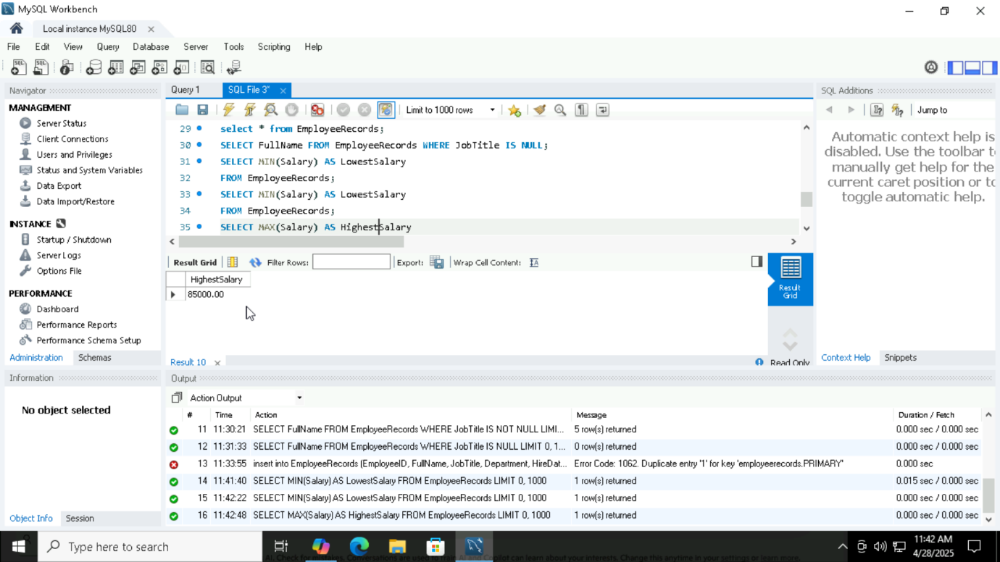 MySQL Workbench
Local instance MySQL80
File Edit View Query Database Server Tools Scripting Help
Navigator
MANAGEMENT
Server Status
Client Connections
Users and Privileges
Status and System Variables
Data Export
Data Import/Restore
INSTANCE
Startup / Shutdown
Server Logs
Options File
PERFORMANCE
Dashboard
Performance Reports
Performance Schema Setup
Administration Schemas
Information
No object selected
Object Info Session
Query 1 SQL File 3*
Limit to 1000 rows
29 select * from EmployeeRecords;
30 SELECT FullName FROM EmployeeRecords WHERE JobTitle IS NULL;
31 SELECT MIN(Salary) AS LowestSalary
32 FROM EmployeeRecords;
33 SELECT MIN(Salary) AS LowestSalary
34 FROM EmployeeRecords;
35 SELECT MAX(Salary) AS HighestSalary
Result Grid Filter Rows: Export: Wrap Cell Content:
HighestSalary
85000.00
Result
Grid
Result 10 Read Only
SQL Additions
Jump to
Automatic context help is
disabled. Use the toolbar t
manually get help for the
current caret position or to
toggle automatic help.
Context Help Snippets
Output
Action Output
# Time Action Message Duration / Fetch
11 11:30:21 SELECT FullName FROM EmployeeRecords WHERE JobTitle IS NOT NULL LIMI... 5 row(s) returned 0.000 sec / 0.000 sec
12 11:31:33 SELECT FullName FROM EmployeeRecords WHERE JobTitle IS NULL LIMIT 0, 1... 0 row(s) returned 0.000 sec / 0.000 sec
13 11:33:55 insert into EmployeeRecords (EmployeeID, FullName, JobTitle, Department, HireDat... Error Code: 1062. Duplicate entry '1' for key 'employeerecords.PRIMARY' 0.000 sec
14 11:41:40 SELECT MIN(Salary) AS LowestSalary FROM EmployeeRecords LIMIT 0, 1000 1 row(s) returned 0.015 sec / 0.000 sec
15 11:42:22 SELECT MIN(Salary) AS LowestSalary FROM EmployeeRecords LIMIT 0, 1000 1 row(s) returned 0.000 sec / 0.000 sec
16 11:42:48 SELECT MAX(Salary) AS HighestSalary FROM EmployeeRecords LIMIT 0, 1000 1 row(s) returned 0.000 sec / 0.000 sec
Type here to search
11:42 AM
4/28/2025